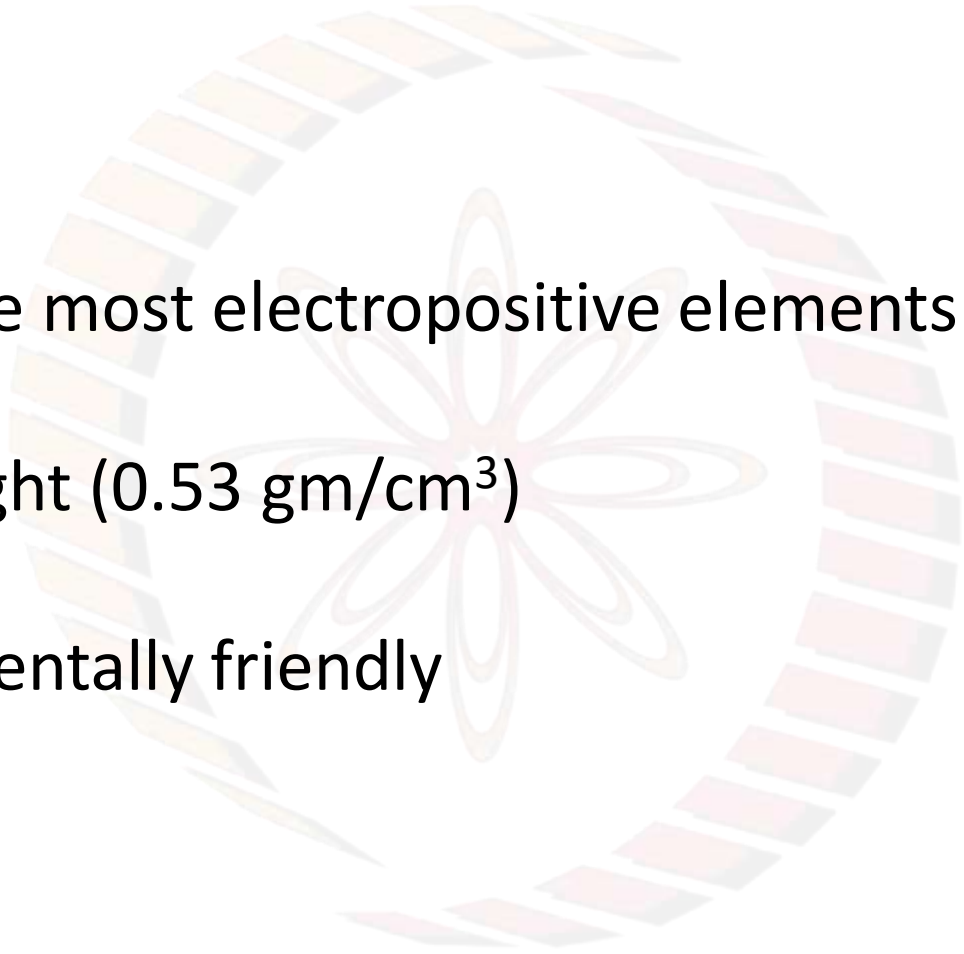 e most electropositive elements
ght (0.53 gm/cm³)
entally friendly